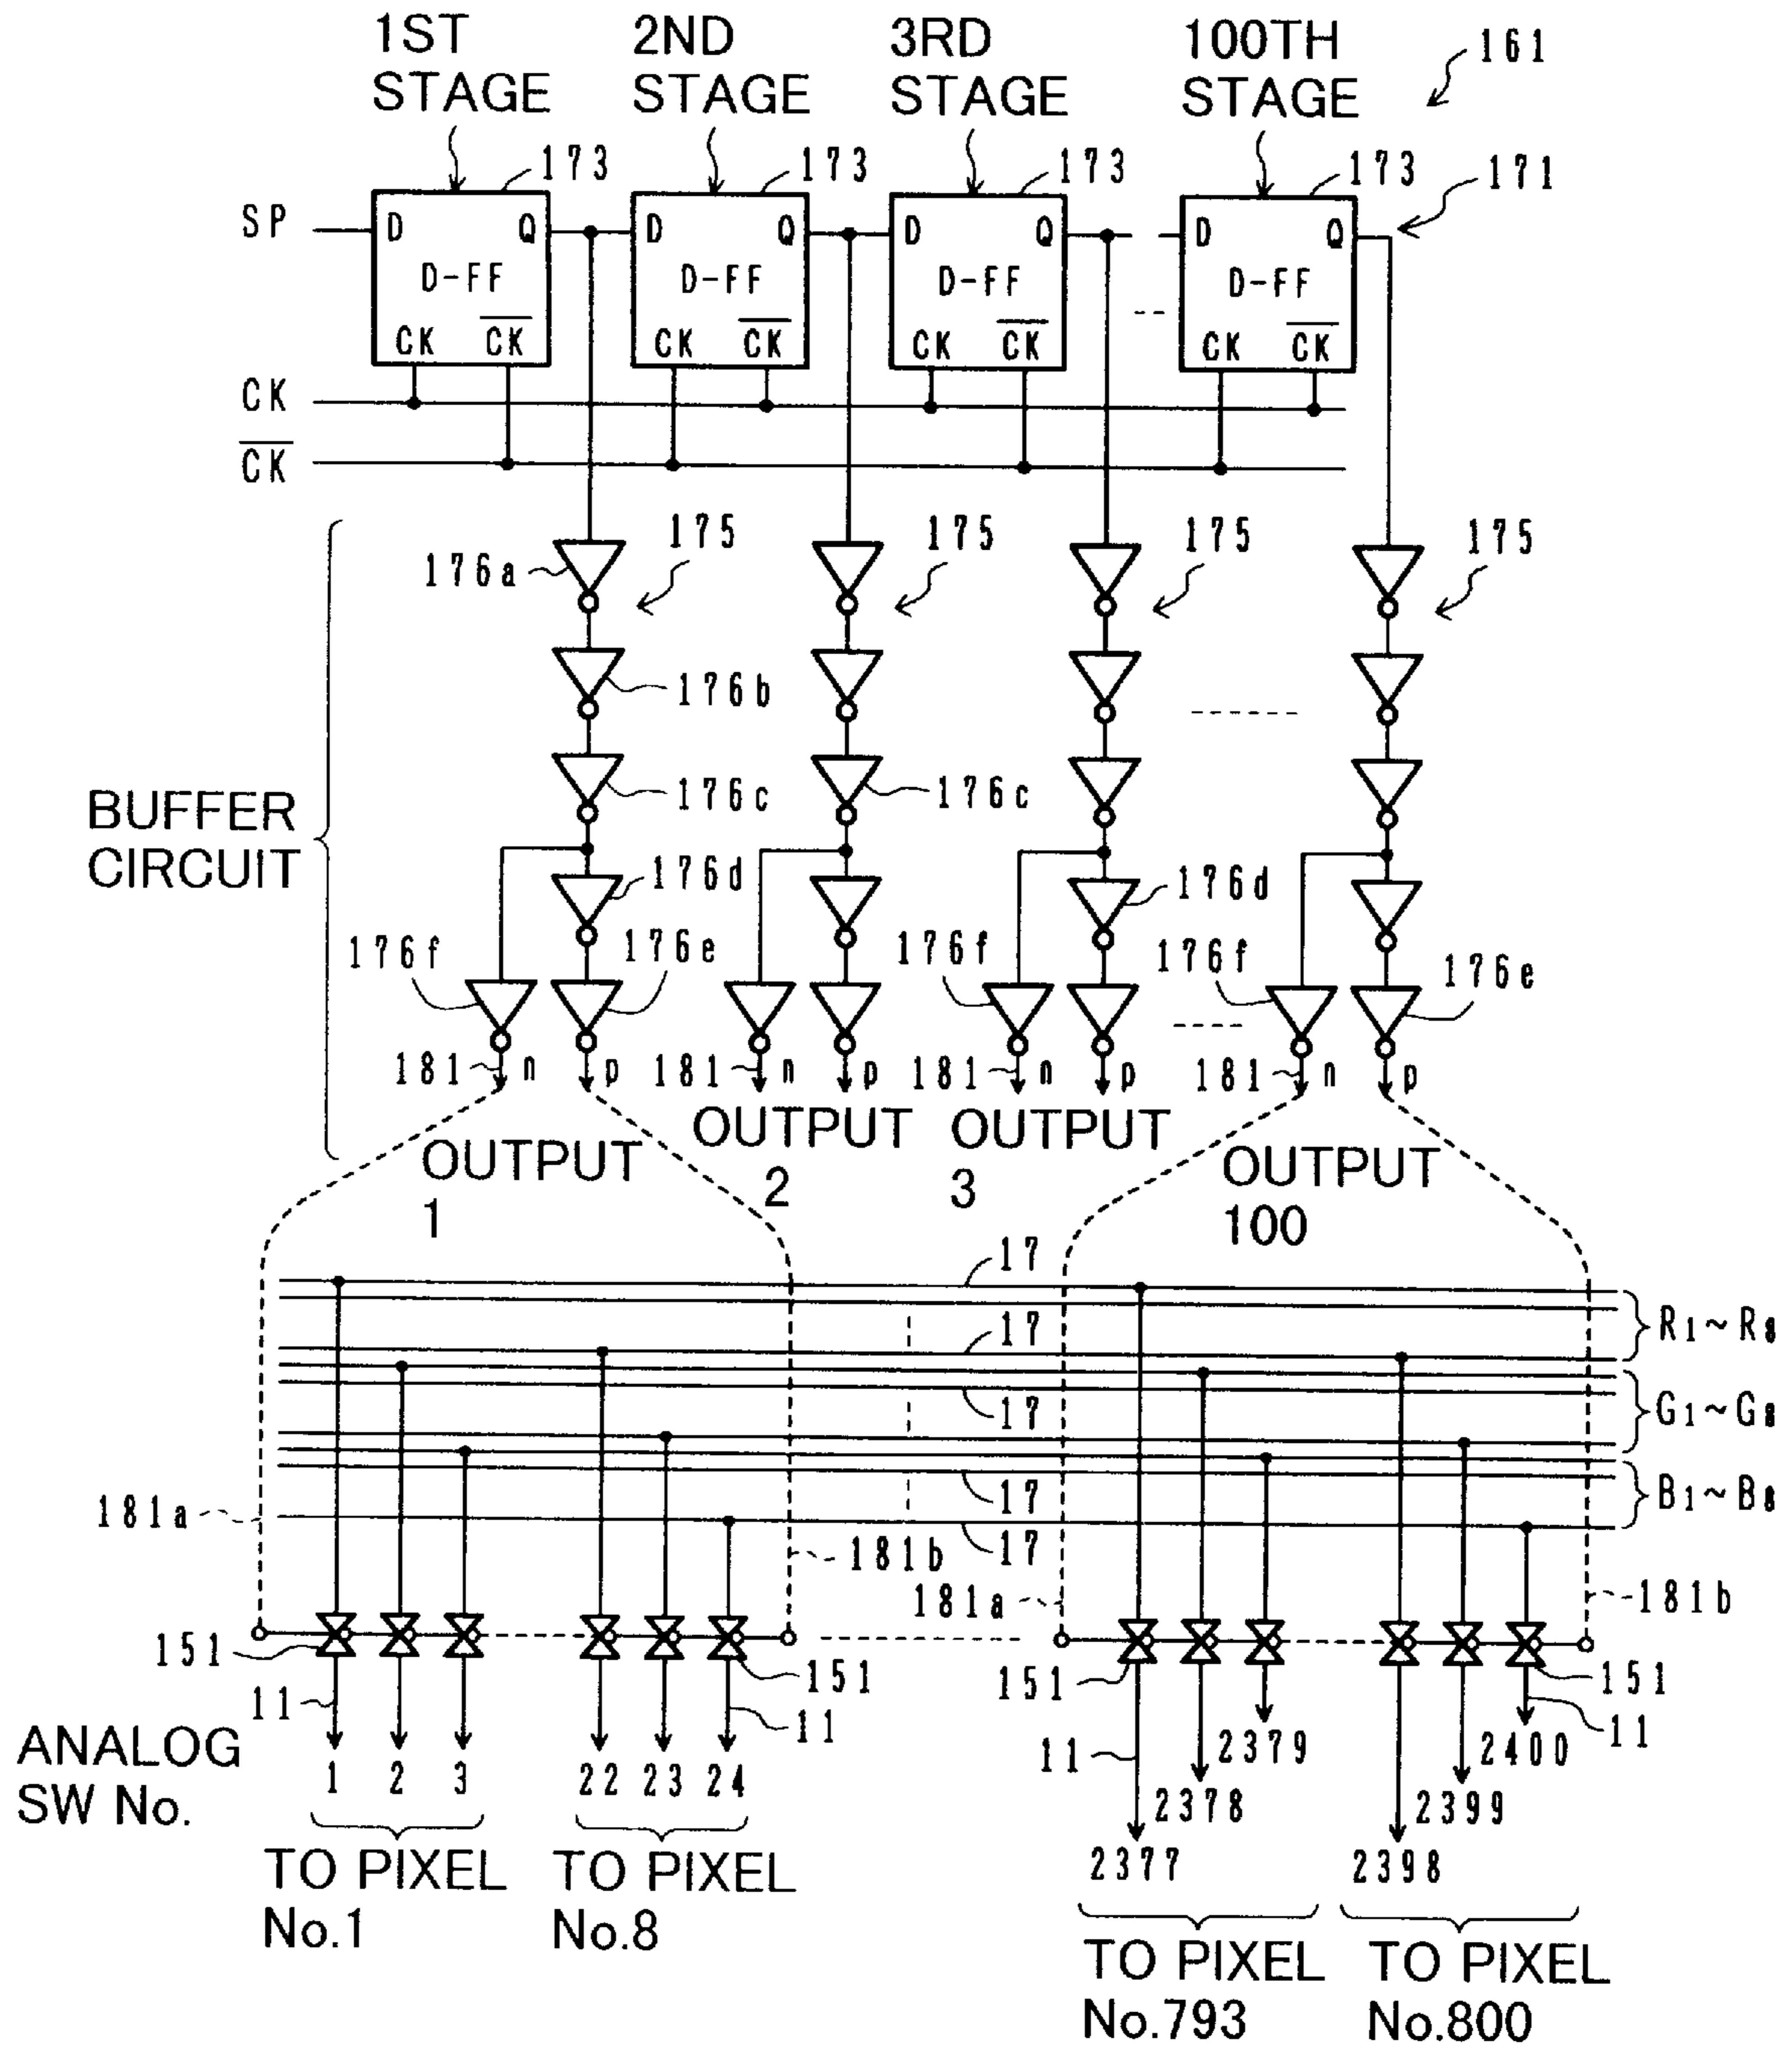 1ST STAGE
2ND STAGE
3RD STAGE
100TH STAGE
161
173
173
173
173
171
SP
D Q
D Q
D Q
D Q
D-FF
D-FF
D-FF
D-FF
CK C̅K̅
CK C̅K̅
CK C̅K̅
CK C̅K̅
CK
C̅K̅
175
175
175
175
176a
176b
176c
176c
BUFFER CIRCUIT
176d
176d
176f
176e
176f
176f
176e
181 n p
181 n p
181 n p
181 n p
OUTPUT 1
OUTPUT 2
OUTPUT 3
OUTPUT 100
17
17
R1~R8
17
G1~G8
17
B1~B8
17
181a
181b
181a
181b
151
151
151
151
11
11
11
11
ANALOG SW No.
1
2
3
22
23
24
2379
2400
2378
2399
2377
2398
TO PIXEL No.1
TO PIXEL No.8
TO PIXEL No.793
TO PIXEL No.800